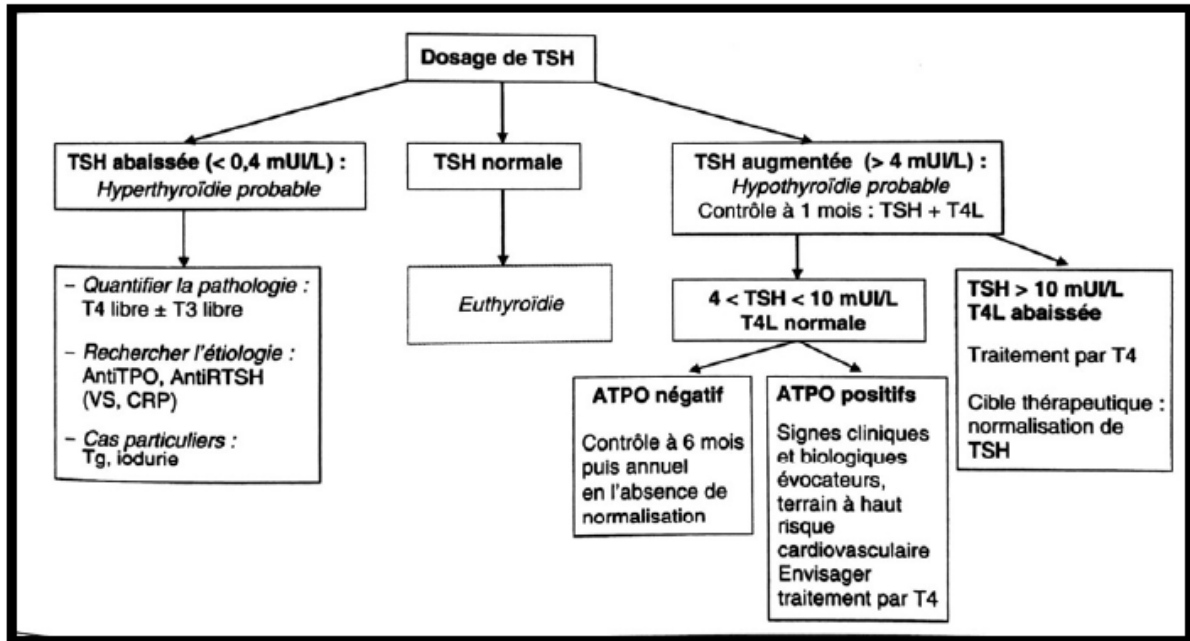 Dosage de TSH
TSH abaissée (< 0,4 mUI/L) :
Hyperthyroïdie probable
TSH normale
TSH augmentée (> 4 mUI/L) :
Hypothyroïdie probable
Contrôle à 1 mois : TSH + T4L
– Quantifier la pathologie :
T4 libre ± T3 libre
– Rechercher l'étiologie :
AntiTPO, AntiRTSH
(VS, CRP)
– Cas particuliers :
Tg, iodurie
Euthyroïdie
4 < TSH < 10 mUI/L
T4L normale
TSH > 10 mUI/L
T4L abaissée
Traitement par T4
Cible thérapeutique :
normalisation de
TSH
ATPO négatif
Contrôle à 6 mois
puis annuel
en l'absence de
normalisation
ATPO positifs
Signes cliniques
et biologiques
évocateurs,
terrain à haut
risque
cardiovasculaire
Envisager
traitement par T4